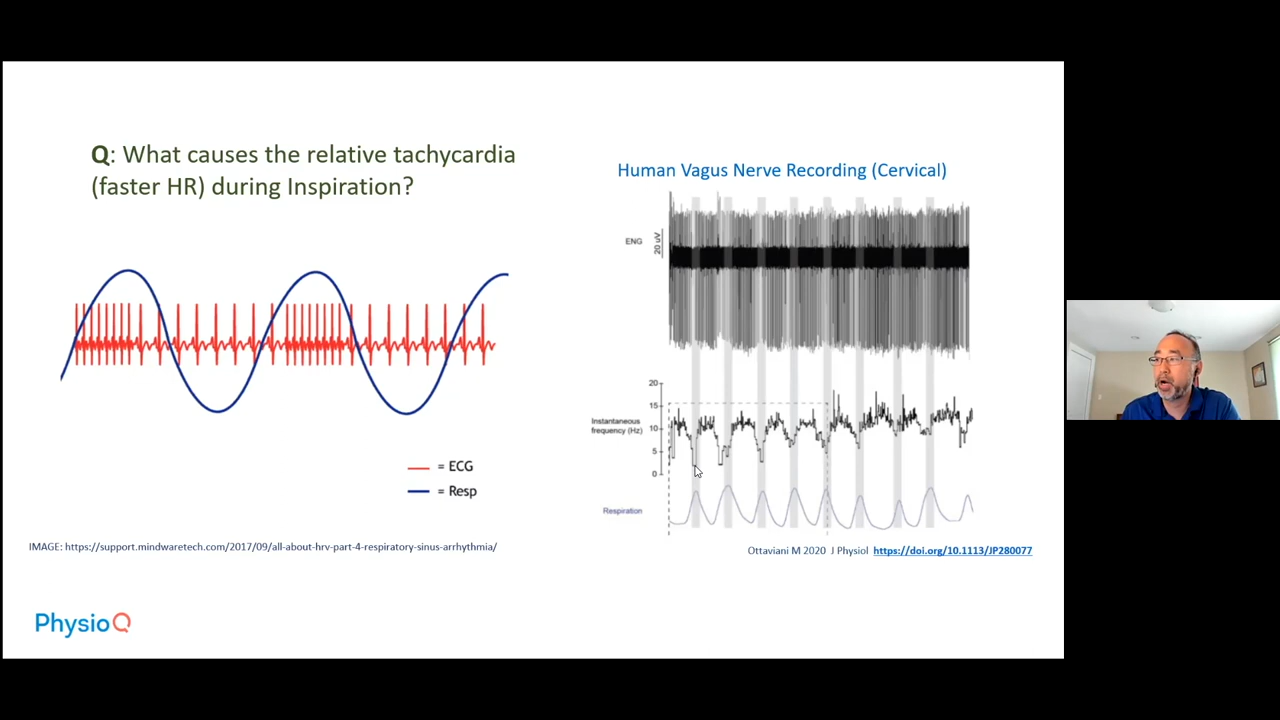 Q: What causes the relative tachycardia
(faster HR) during Inspiration?
= ECG
= Resp
IMAGE: https://support.mindwaretech.com/2017/09/all-about-hrv-part-4-respiratory-sinus-arrhythmia/
PhysioQ
Human Vagus Nerve Recording (Cervical)
ENG
20 uV
20
15
10
5
0
Instantaneous
frequency (Hz)
Respiration
Ottaviani M 2020 J Physiol https://doi.org/10.1113/JP280077